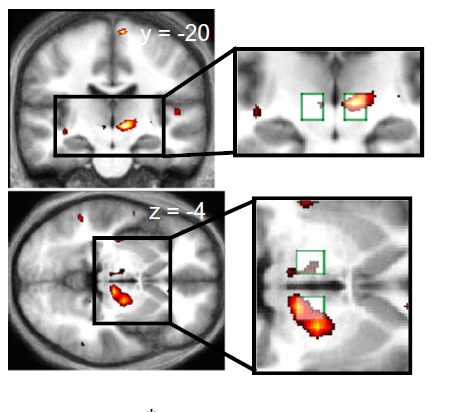 y = -20
z = -4
*